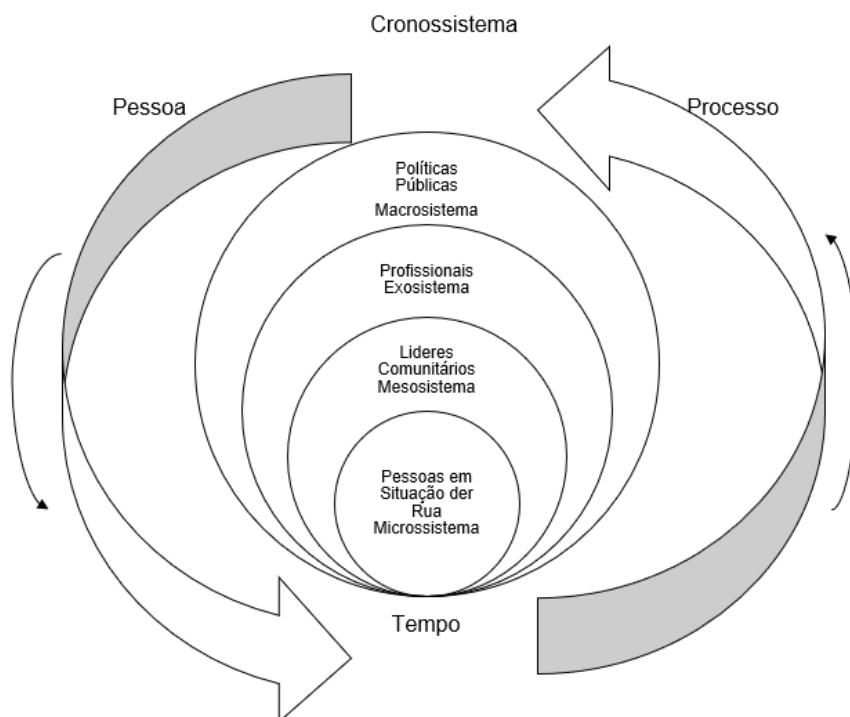 Cronossistema
Pessoa
Processo
Políticas
Públicas
Macrosistema
Profissionais
Exosistema
Lideres
Comunitários
Mesosistema
Pessoas em
Situação der
Rua
Microssistema
Tempo